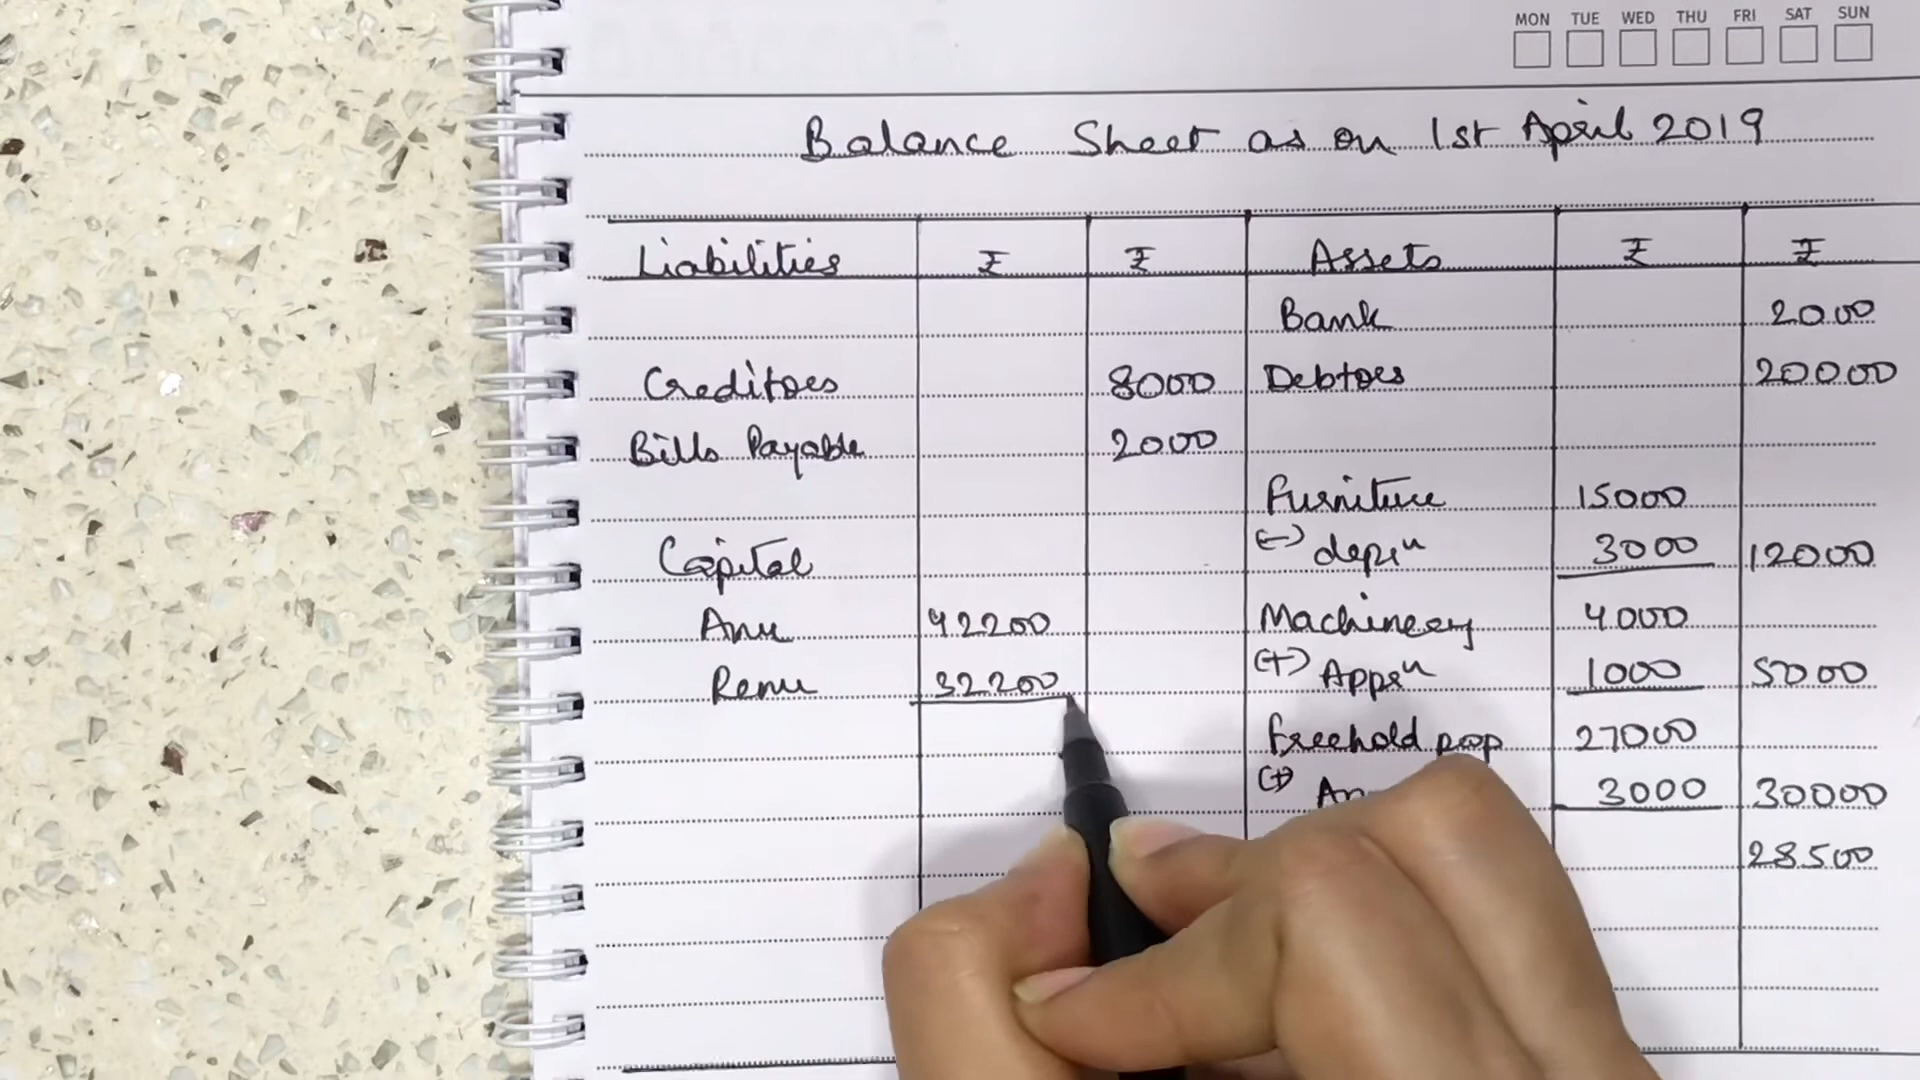 MON TUE WED THU FRI SAT SUN
Balance Sheet as on 1st April 2019
Liabilities ₹ ₹ Assets ₹ ₹
Bank 2000
Creditors 8000 Debtors 20000
Bills Payable 2000
Furniture 15000
Capital (-) deprn 3000 12000
Anu 42200 Machinery 4000
Renu 32200 (+) Apprn 1000 5000
Freehold prop 27000
(+) 3000 30000
28500